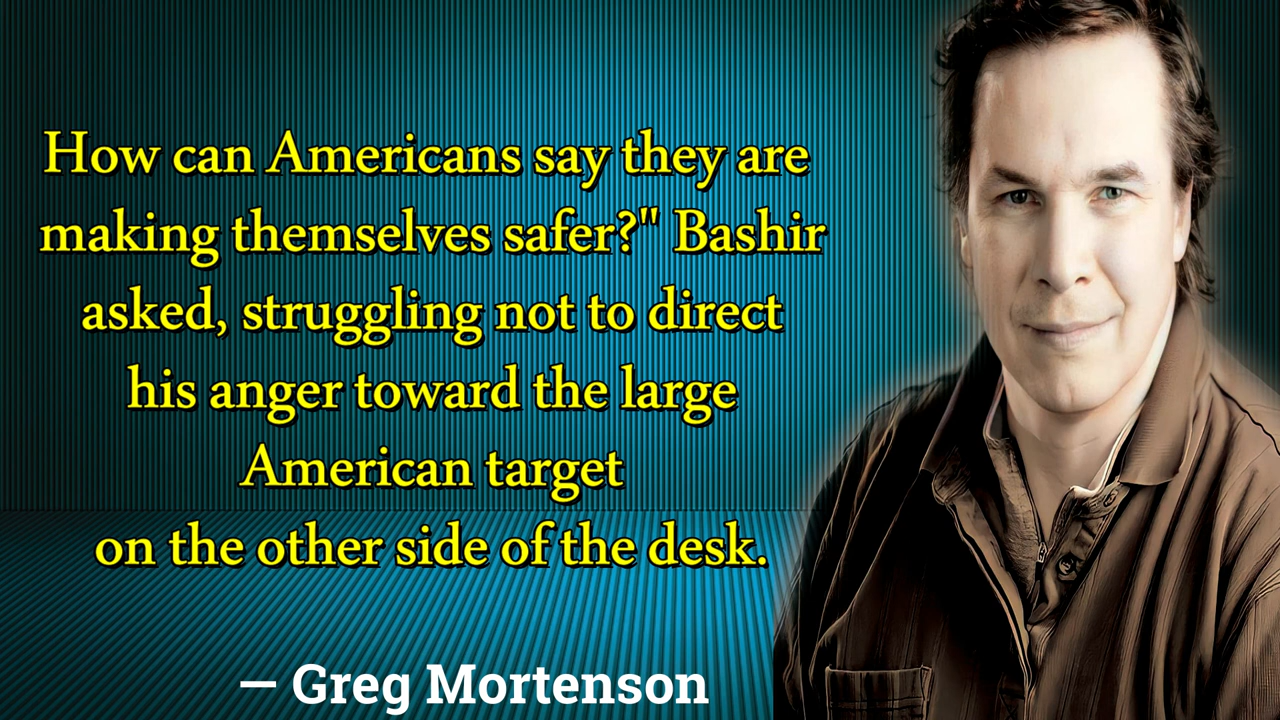 How can Americans say they are
making themselves safer?" Bashir
asked, struggling not to direct
his anger toward the large
American target
on the other side of the desk.
— Greg Mortenson